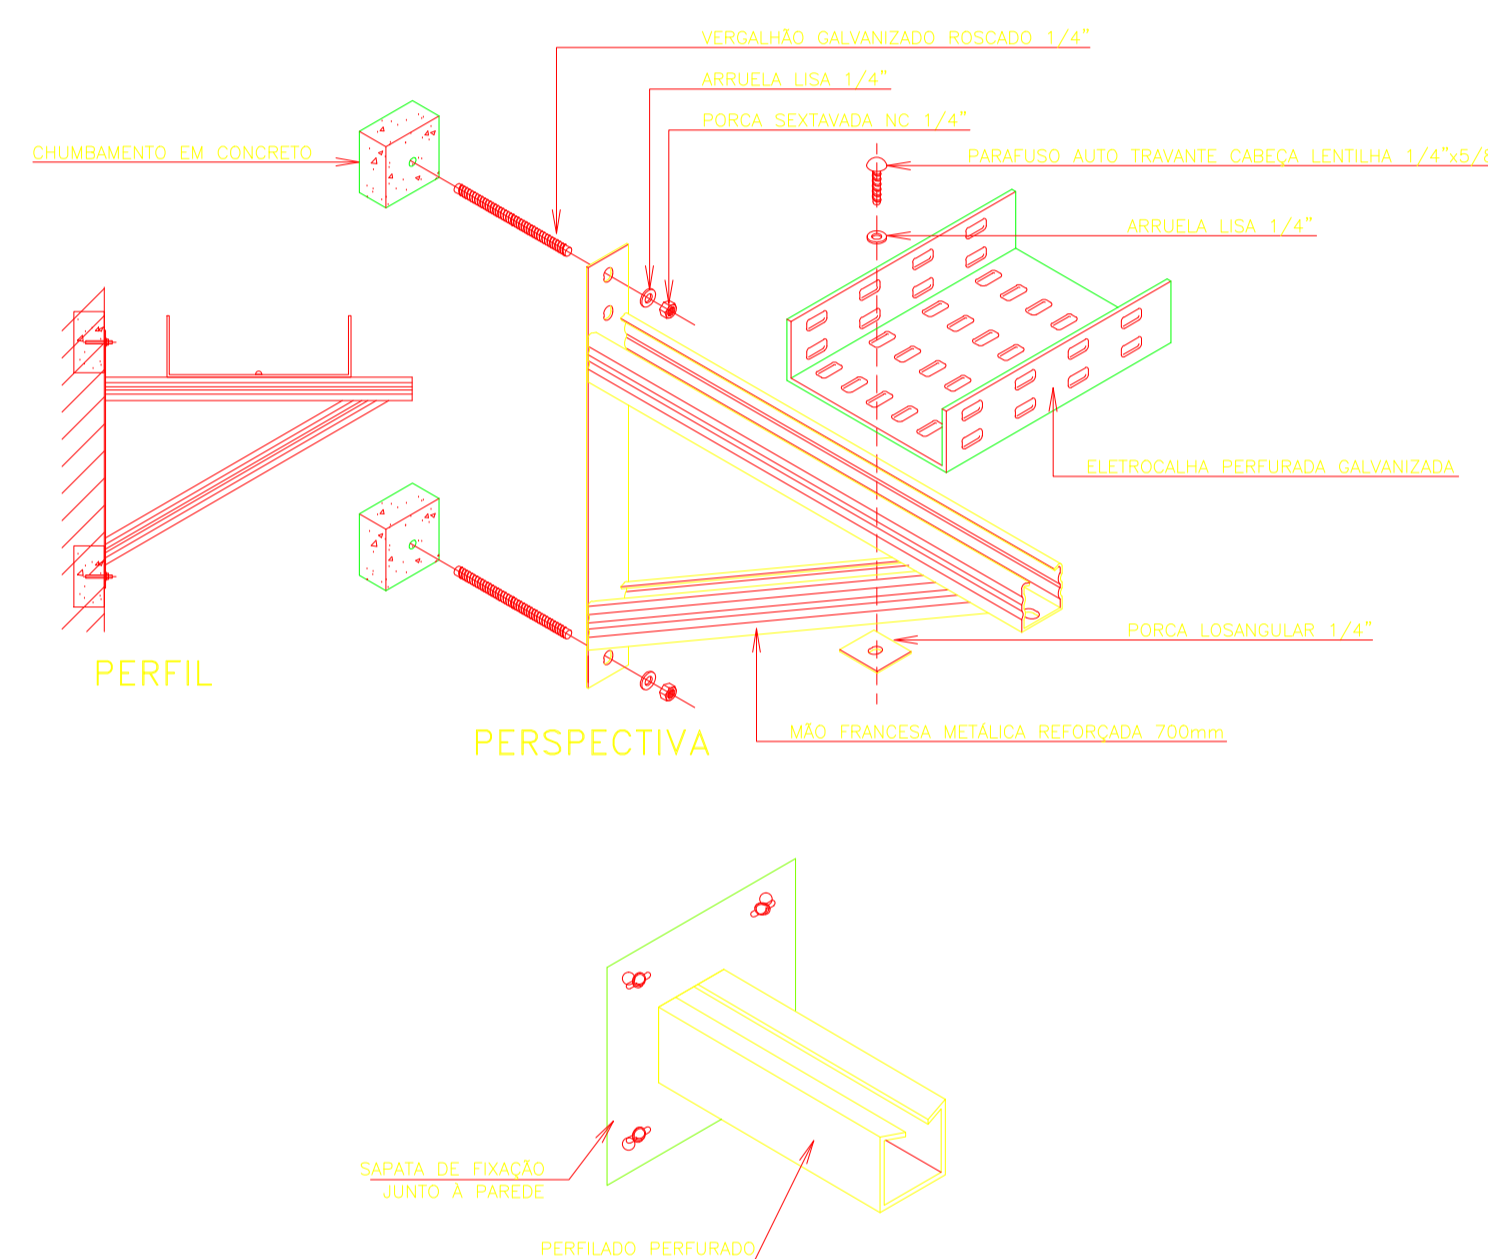 VERGALHÃO GALVANIZADO ROSCADO 1/4"
ARRUELA LISA 1/4"
PORCA SEXTAVADA NC 1/4"
CHUMBAMENTO EM CONCRETO
PARAFUSO AUTO TRAVANTE CABEÇA LENTILHA 1/4"x5/8
ARRUELA LISA 1/4"
ELETROCALHA PERFURADA GALVANIZADA
PORCA LOSANGULAR 1/4"
PERFIL
MÃO FRANCESA METÁLICA REFORÇADA 700mm
PERSPECTIVA
SAPATA DE FIXAÇÃO
JUNTO À PAREDE
PERFILADO PERFURADO